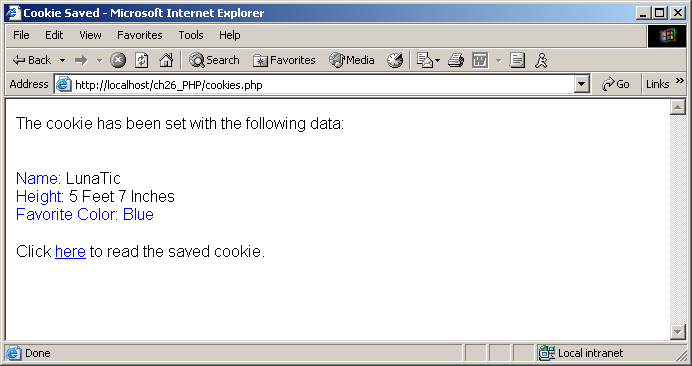 Cookie Saved - Microsoft Internet Explorer
File Edit View Favorites Tools Help
Back Search Favorites Media W
Address http://localhost/ch26_PHP/cookies.php Go Links »
The cookie has been set with the following data:
Name: LunaTic
Height: 5 Feet 7 Inches
Favorite Color: Blue
Click here to read the saved cookie.
Done Local intranet